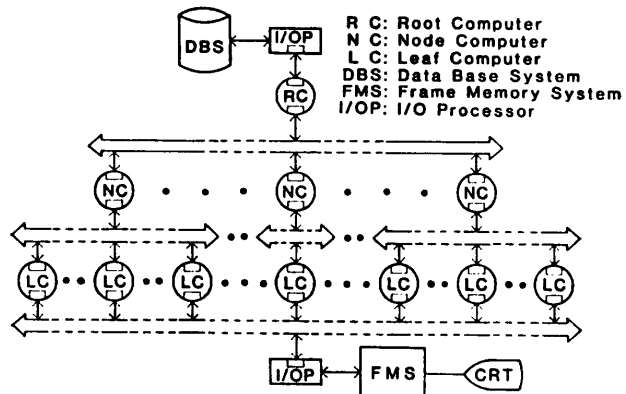 DBS
I/OP
RC
R C: Root Computer
N C: Node Computer
L C: Leaf Computer
DBS: Data Base System
FMS: Frame Memory System
I/OP: I/O Processor
NC NC NC
LC LC LC LC LC LC LC
I/OP FMS CRT